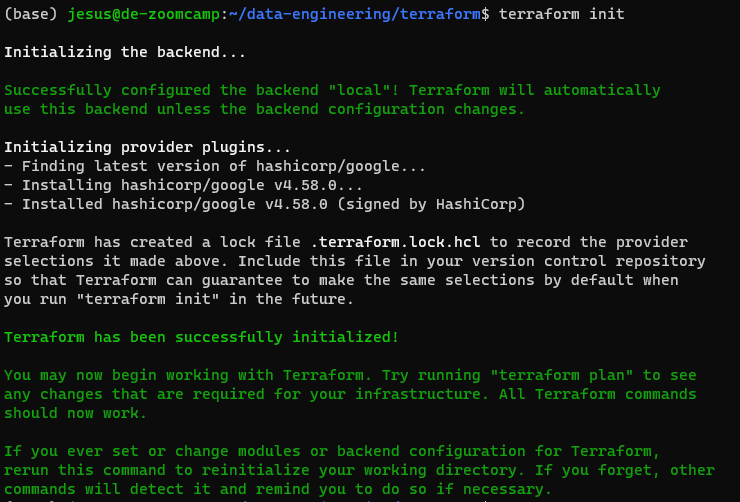 (base) jesus@de-zoomcamp:~/data-engineering/terraform$ terraform init
Initializing the backend...
Successfully configured the backend "local"! Terraform will automatically
use this backend unless the backend configuration changes.
Initializing provider plugins...
- Finding latest version of hashicorp/google...
- Installing hashicorp/google v4.58.0...
- Installed hashicorp/google v4.58.0 (signed by HashiCorp)
Terraform has created a lock file .terraform.lock.hcl to record the provider
selections it made above. Include this file in your version control repository
so that Terraform can guarantee to make the same selections by default when
you run "terraform init" in the future.
Terraform has been successfully initialized!
You may now begin working with Terraform. Try running "terraform plan" to see
any changes that are required for your infrastructure. All Terraform commands
should now work.
If you ever set or change modules or backend configuration for Terraform,
rerun this command to reinitialize your working directory. If you forget, other
commands will detect it and remind you to do so if necessary.